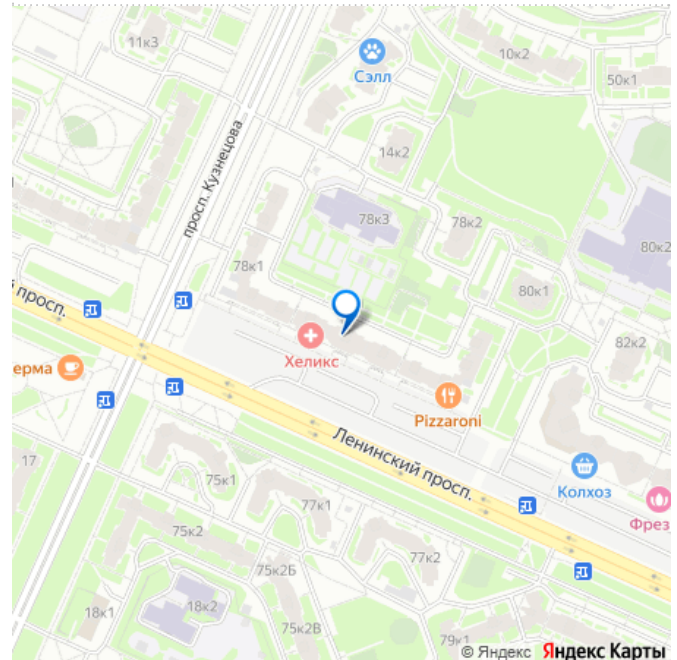 11к3
Сэлл
10к2
50к1
просп. Кузнецова
14к2
78к3
78к2
80к2
78к1
80к1
й просп.
82к2
ерма
Хеликс
Pizzaroni
Ленинский просп.
Колхоз
17
75к1
77к1
Фрез
75к2
77к2
75к2Б
18к1
18к2
75к2В
79к1
© Яндекс Яндекс Карты